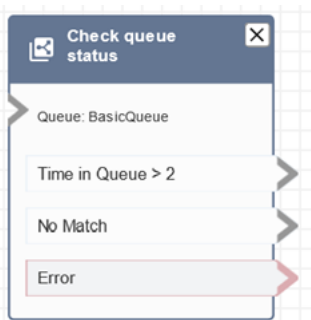 Check queue
status
Queue: BasicQueue
Time in Queue > 2
No Match
Error